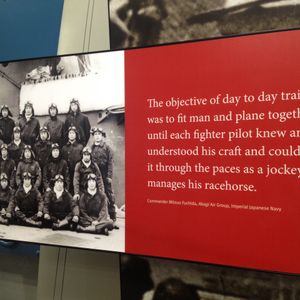 The objective of day to day trai
was to fit man and plane togeth
until each fighter pilot knew an
understood his craft and could
it through the paces as a jockey
manages his racehorse.
Commander Mitsuo Fuchida, Akagi Air Group, Imperial Japanese Navy